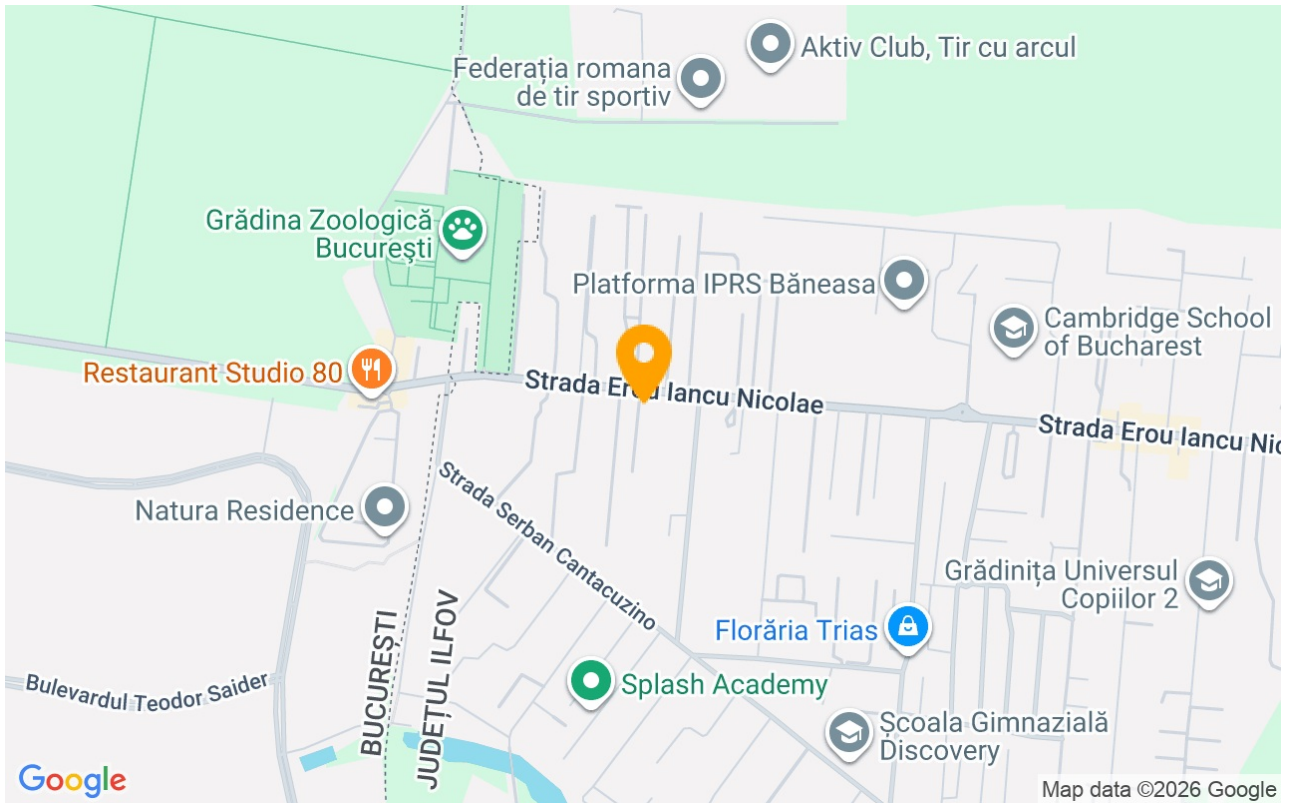 Aktiv Club, Tir cu arcul
Federația romana
de tir sportiv
Grădina Zoologică
Bucureşti
Platforma IPRS Băneasa
Cambridge School
of Bucharest
Restaurant Studio 80
Strada Erou Iancu Nicolae
Strada Erou Iancu Nic
Strada Serban Cantacuzino
Natura Residence
Grădinița Universul
Copiilor 2
BUCUREȘTI
JUDEȚUL ILFOV
Florăria Trias
Bulevardul Teodor Saider
Splash Academy
Școala Gimnazială
Discovery
Google
Map data ©2026 Google